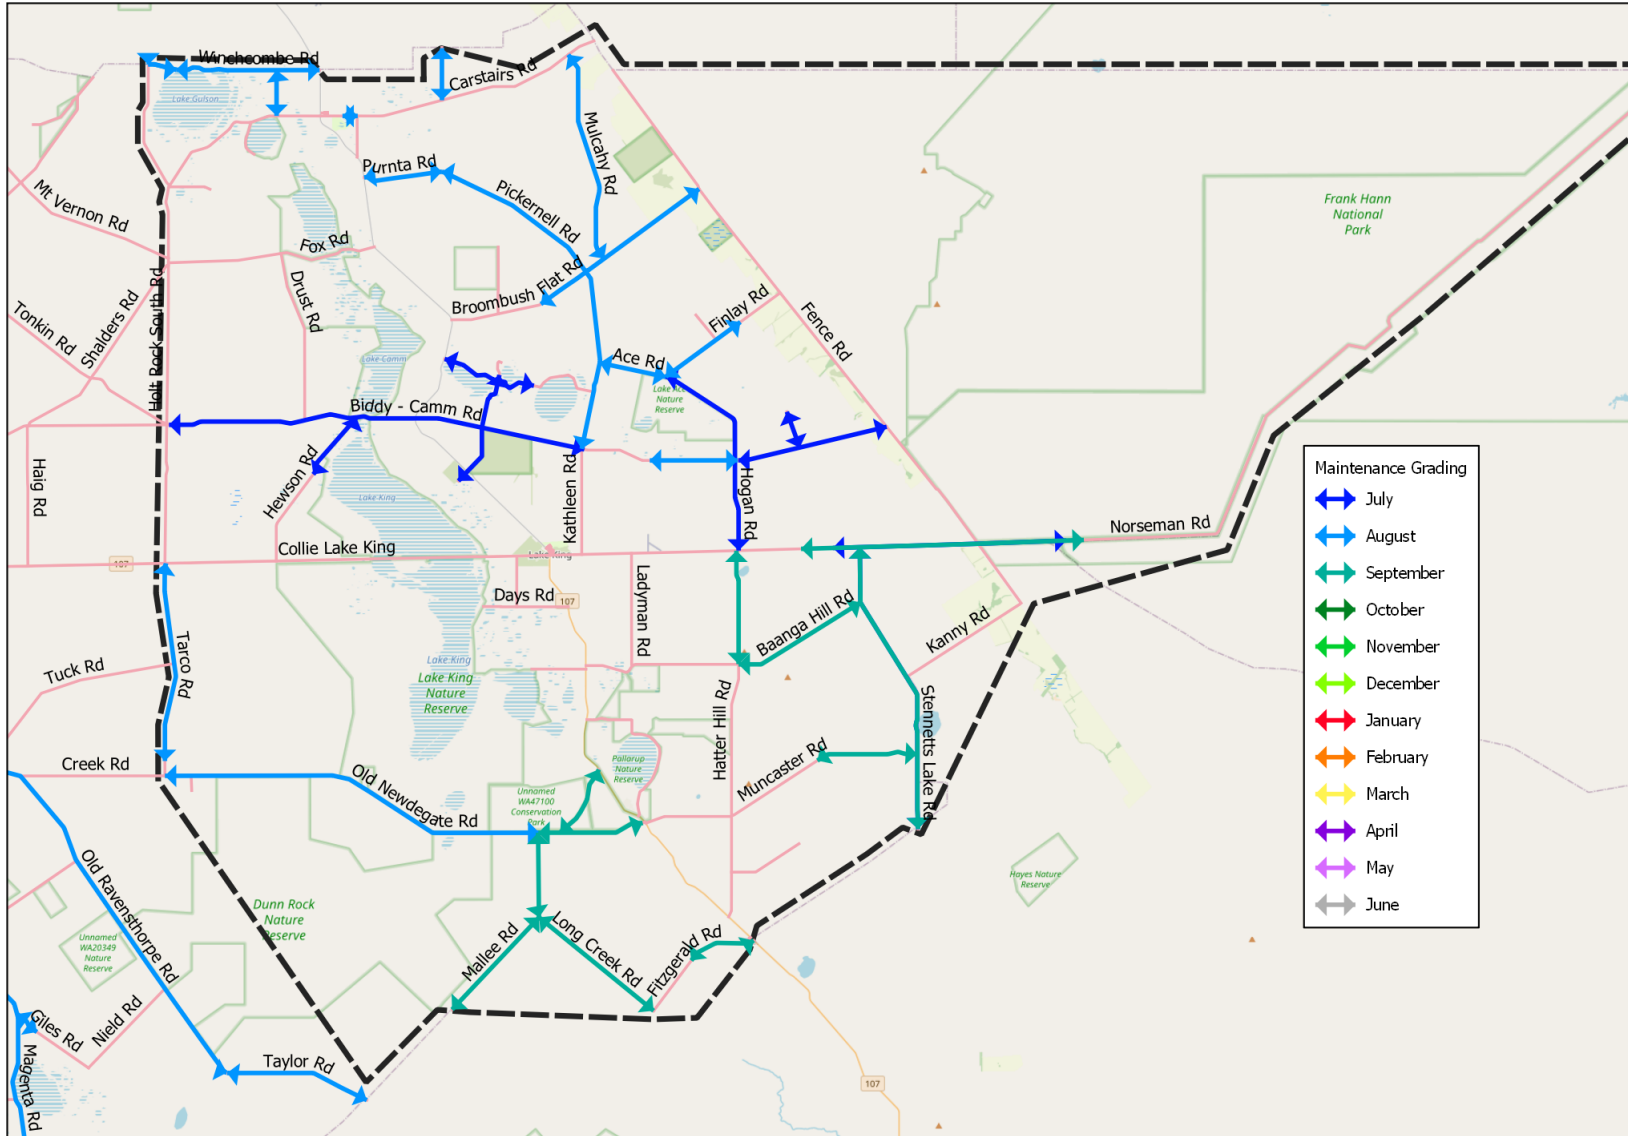 Winchcombe Rd
Carstairs Rd
Lake Gulson
Mulcahy Rd
Purnta Rd
Pickernell Rd
Mt Vernon Rd
Fox Rd
Frank Hann
National
Park
Broombush Flat Rd
Drust Rd
Holt Rock South Rd
Shalders Rd
Tonkin Rd
Finlay Rd
Fence Rd
Lake Camm
Ace Rd
Lake Ace
Nature
Reserve
Biddy - Camm Rd
Haig Rd
Hewson Rd
Lake King
Kathleen Rd
Hogan Rd
Norseman Rd
Collie Lake King
Lake King
107
Days Rd
107
Ladyman Rd
Baanga Hill Rd
Kanny Rd
Tarco Rd
Tuck Rd
Lake King
Lake King
Nature
Reserve
Hatter Hill Rd
Stennetts Lake Rd
Muncaster Rd
Creek Rd
Old Newdegate Rd
Pallarup
Nature
Reserve
Unnamed
WA47100
Conservation
Park
Old Ravensthorpe Rd
Dunn Rock
Nature
Reserve
Unnamed
WA20349
Nature
Reserve
Hayes Nature
Reserve
Mallee Rd
Long Creek Rd
Fitzgerald Rd
Giles Rd
Nield Rd
Magenta Rd
Taylor Rd
107
Maintenance Grading
July
August
September
October
November
December
January
February
March
April
May
June